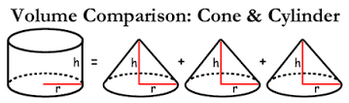 Volume Comparison: Cone & Cylinder
h = h + h + h
r r r r